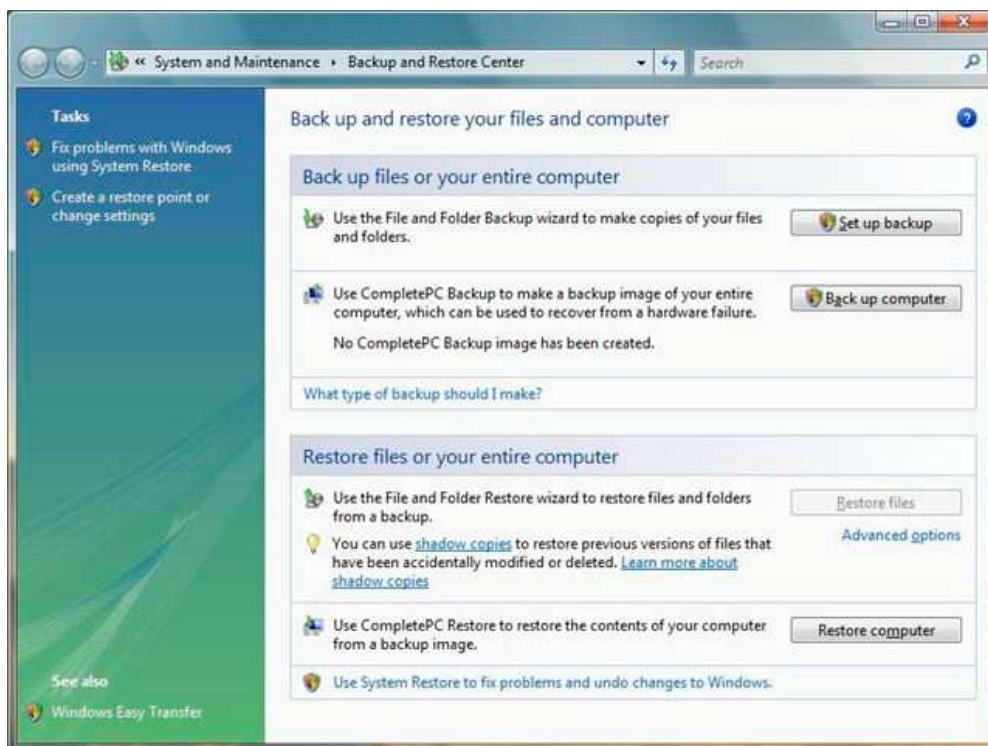 « System and Maintenance ▸ Backup and Restore Center
Search
Tasks
Fix problems with Windows
using System Restore
Create a restore point or
change settings
See also
Windows Easy Transfer
Back up and restore your files and computer
Back up files or your entire computer
Use the File and Folder Backup wizard to make copies of your files
and folders.
Set up backup
Use CompletePC Backup to make a backup image of your entire
computer, which can be used to recover from a hardware failure.
Back up computer
No CompletePC Backup image has been created.
What type of backup should I make?
Restore files or your entire computer
Use the File and Folder Restore wizard to restore files and folders
from a backup.
Restore files
Advanced options
You can use shadow copies to restore previous versions of files that
have been accidentally modified or deleted. Learn more about
shadow copies
Use CompletePC Restore to restore the contents of your computer
from a backup image.
Restore computer
Use System Restore to fix problems and undo changes to Windows.